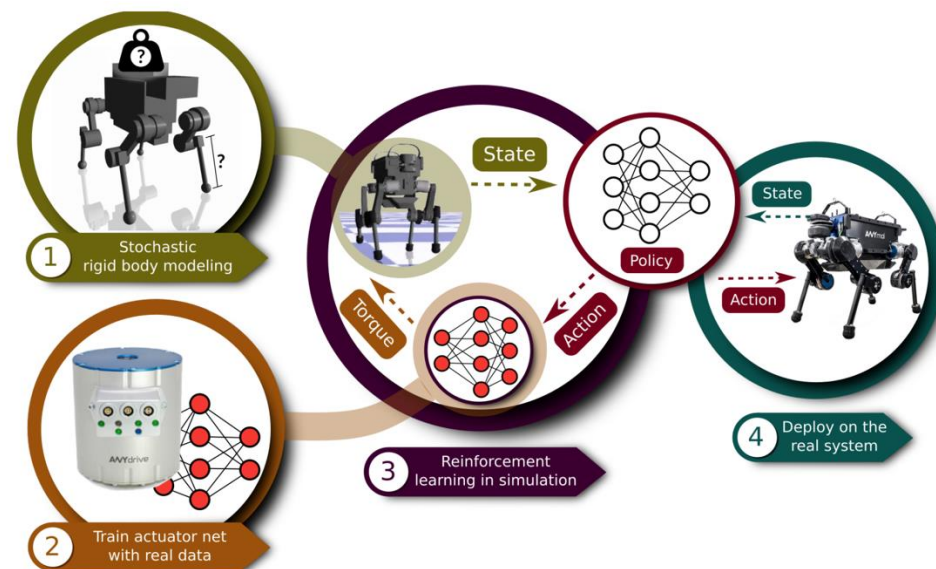 ?
?
1
Stochastic
rigid body modeling
ANYdrive
2
Train actuator net
with real data
State
Policy
Action
Torque
3
Reinforcement
learning in simulation
State
Action
ANYmal
4
Deploy on the
real system